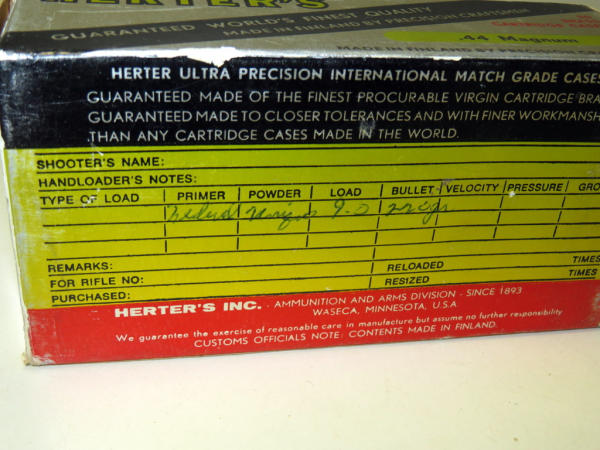 HERTER'S
GUARANTEED WORLD'S FINEST QUALITY
MADE IN FINLAND BY PRECISION CRAFTSMEN
.44 Magnum
MADE IN FINLAND BY
HERTER ULTRA PRECISION INTERNATIONAL MATCH GRADE CASES
GUARANTEED MADE OF THE FINEST PROCURABLE VIRGIN CARTRIDGE BRA
GUARANTEED MADE TO CLOSER TOLERANCES AND WITH FINER WORKMANSH
THAN ANY CARTRIDGE CASES MADE IN THE WORLD.
SHOOTER'S NAME:
HANDLOADER'S NOTES:
TYPE OF LOAD PRIMER POWDER LOAD BULLET VELOCITY PRESSURE GRO
9.0
REMARKS: RELOADED TIMES
FOR RIFLE NO: RESIZED TIMES
PURCHASED:
HERTER'S INC. - AMMUNITION AND ARMS DIVISION - SINCE 1893
WASECA, MINNESOTA, U.S.A.
We guarantee the exercise of reasonable care in manufacture but assume no further responsibility
CUSTOMS OFFICIALS NOTE: CONTENTS MADE IN FINLAND.